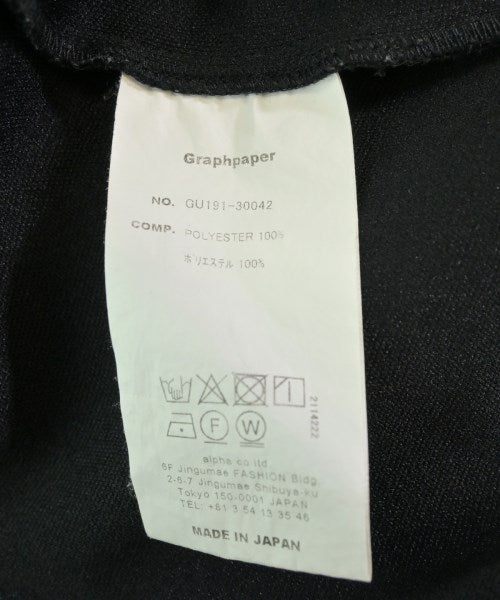 Graphpaper
NO. GU191-30042
COMP. POLYESTER 100%
ポリエステル 100%
F W
2114222
alpha co ltd
6F Jingumae FASHION Bldg.
2-6-7 Jingumae Shibuya-ku
Tokyo 150-0001 JAPAN
TEL: +81 3 54 13 35 46
MADE IN JAPAN